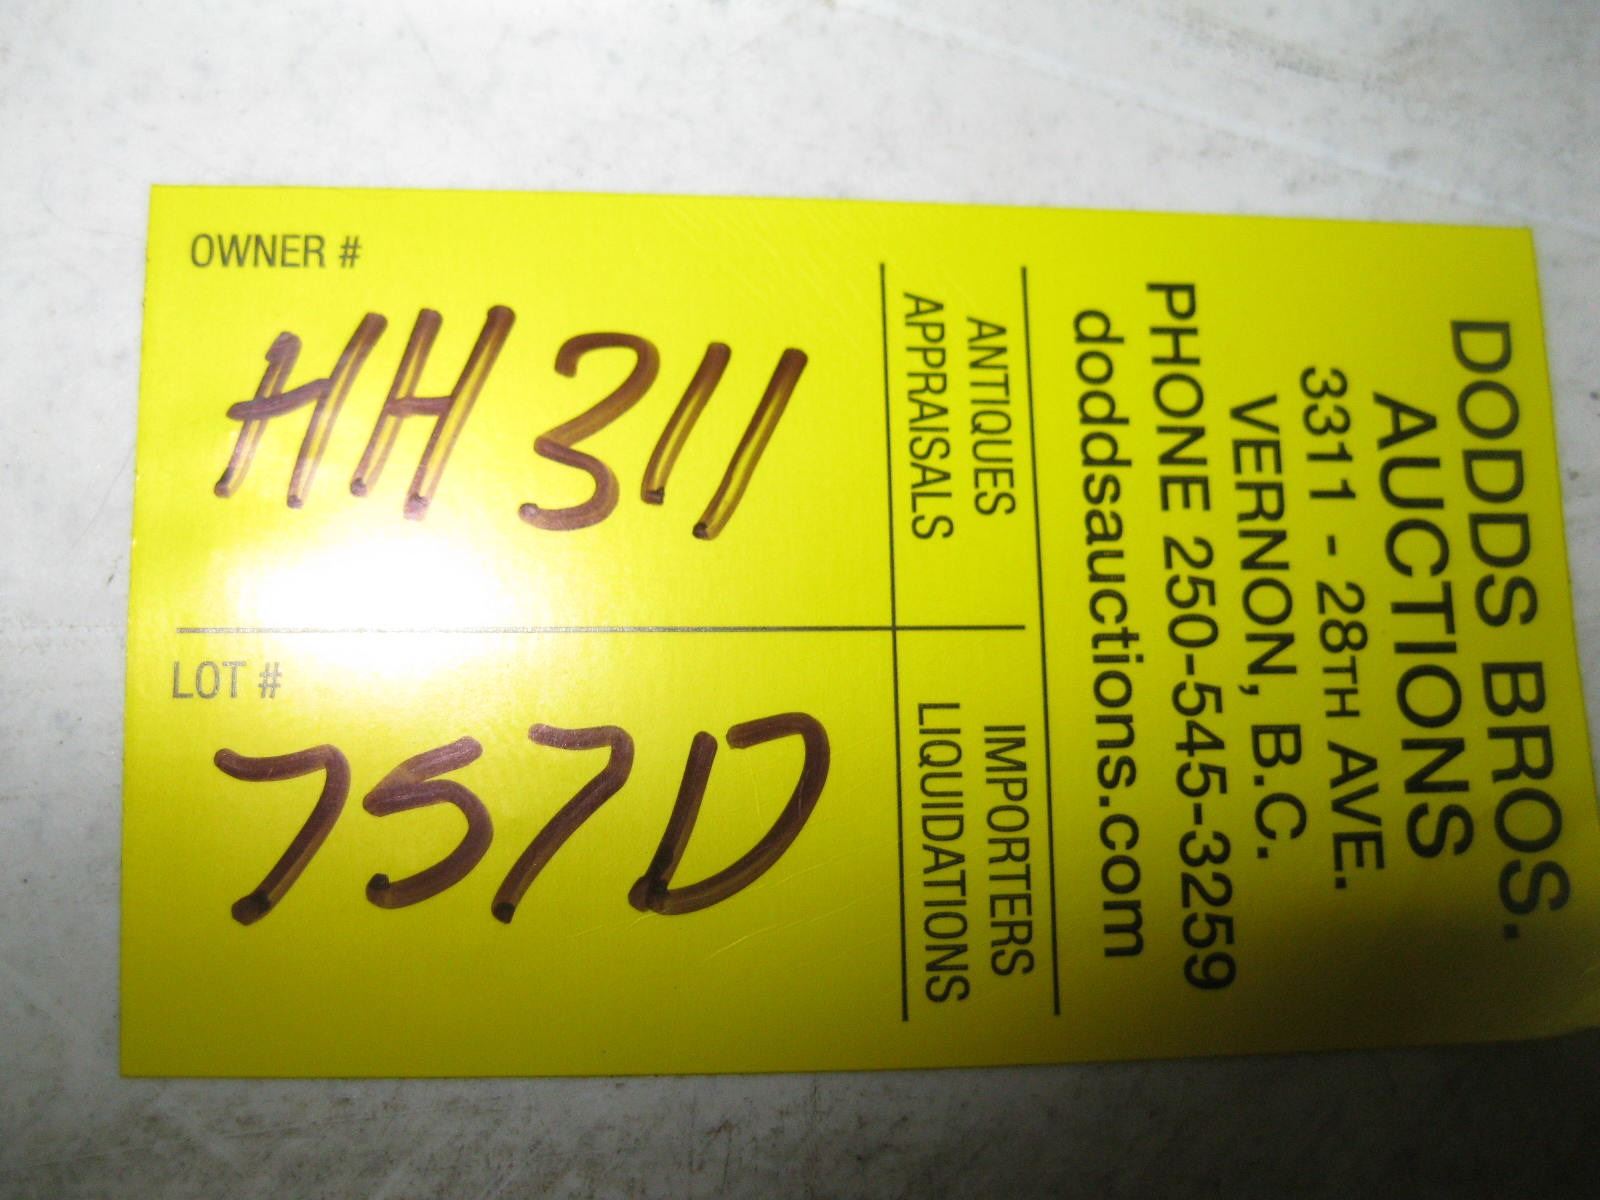 DODDS BROS.
AUCTIONS
3311 - 28TH AVE.
VERNON, B.C.
PHONE 250-545-3259
doddsauctions.com
ANTIQUES
APPRAISALS
IMPORTERS
LIQUIDATIONS
OWNER #
HH311
LOT #
757D